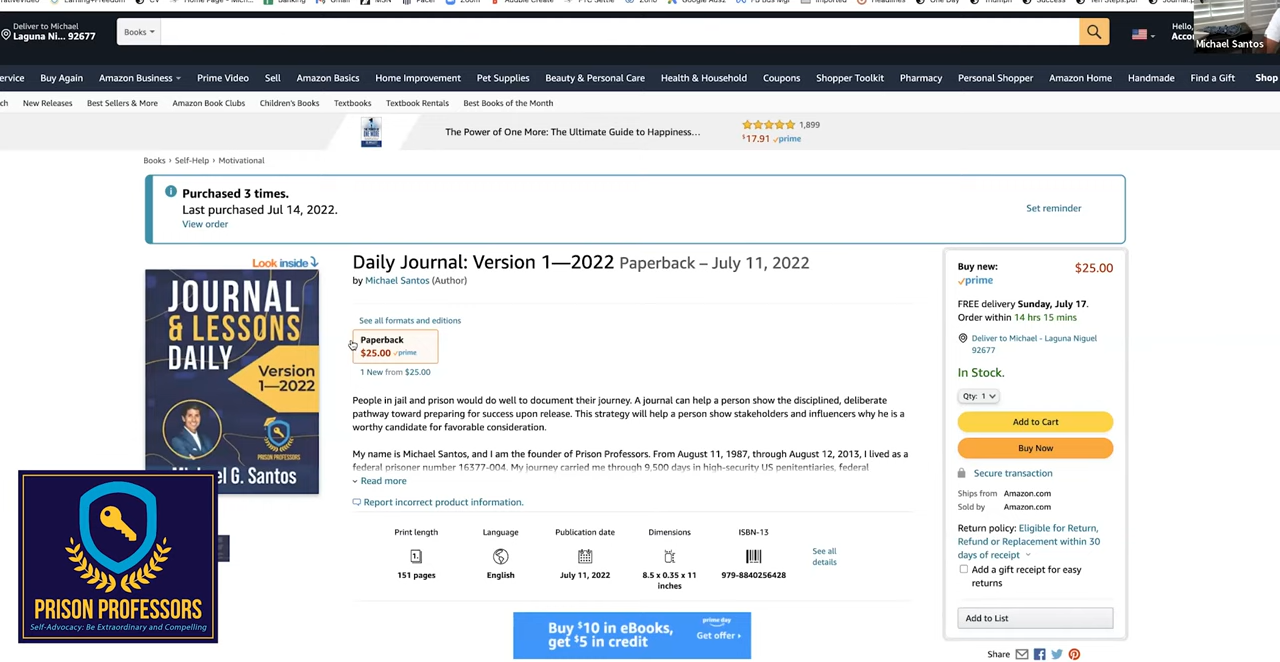 Deliver to Michael
Laguna Ni... 92677
Books
Hello,
Acco
Michael Santos
ervice Buy Again Amazon Business Prime Video Sell Amazon Basics Home Improvement Pet Supplies Beauty & Personal Care Health & Household Coupons Shopper Toolkit Pharmacy Personal Shopper Amazon Home Handmade Find a Gift Shop
ch New Releases Best Sellers & More Amazon Book Clubs Children's Books Textbooks Textbook Rentals Best Books of the Month
The Power of One More: The Ultimate Guide to Happiness... 1,899
$17.91 prime
Books › Self-Help › Motivational
Purchased 3 times.
Last purchased Jul 14, 2022.
View order
Set reminder
Look inside
JOURNAL
& LESSONS
DAILY
Version
1—2022
PRISON PROFESSORS
el G. Santos
Daily Journal: Version 1—2022 Paperback – July 11, 2022
by Michael Santos (Author)
See all formats and editions
Paperback
$25.00 prime
1 New from $25.00
People in jail and prison would do well to document their journey. A journal can help a person show the disciplined, deliberate
pathway toward preparing for success upon release. This strategy will help a person show stakeholders and influencers why he is a
worthy candidate for favorable consideration.
My name is Michael Santos, and I am the founder of Prison Professors. From August 11, 1987, through August 12, 2013, I lived as a
federal prisoner number 16377-004. My journey carried me through 9,500 days in high-security US penitentiaries, federal
Read more
Report incorrect product information.
Print length
151 pages
Language
English
Publication date
July 11, 2022
Dimensions
8.5 x 0.35 x 11
inches
ISBN-13
979-8840256428
See all
details
Buy $10 in eBooks,
get $5 in credit
prime day
Get offer ›
Buy new: $25.00
prime
FREE delivery Sunday, July 17.
Order within 14 hrs 15 mins
Deliver to Michael - Laguna Niguel
92677
In Stock.
Qty: 1
Add to Cart
Buy Now
Secure transaction
Ships from Amazon.com
Sold by Amazon.com
Return policy: Eligible for Return,
Refund or Replacement within 30
days of receipt
Add a gift receipt for easy
returns
Add to List
Share
PRISON PROFESSORS
Self-Advocacy: Be Extraordinary and Compelling